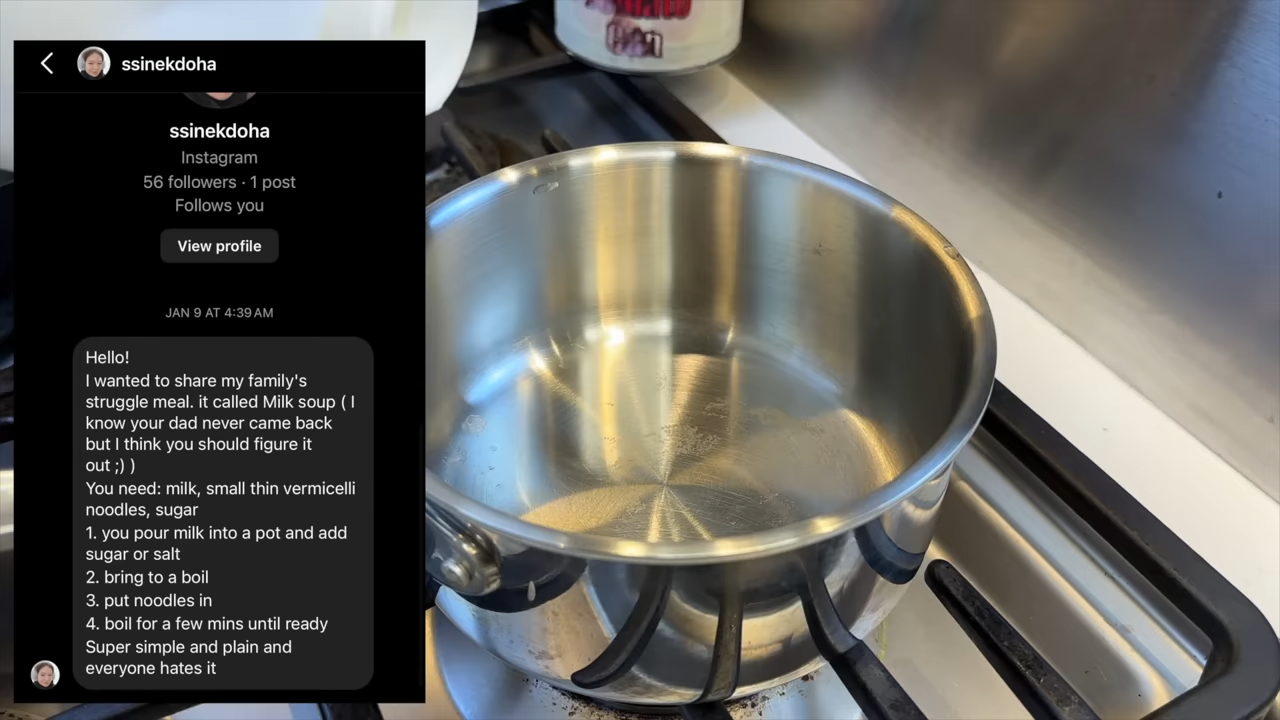 ssinekdoha
ssinekdoha
Instagram
56 followers · 1 post
Follows you
View profile
JAN 9 AT 4:39 AM
Hello!
I wanted to share my family's
struggle meal. it called Milk soup ( I
know your dad never came back
but I think you should figure it
out ;) )
You need: milk, small thin vermicelli
noodles, sugar
1. you pour milk into a pot and add
sugar or salt
2. bring to a boil
3. put noodles in
4. boil for a few mins until ready
Super simple and plain and
everyone hates it